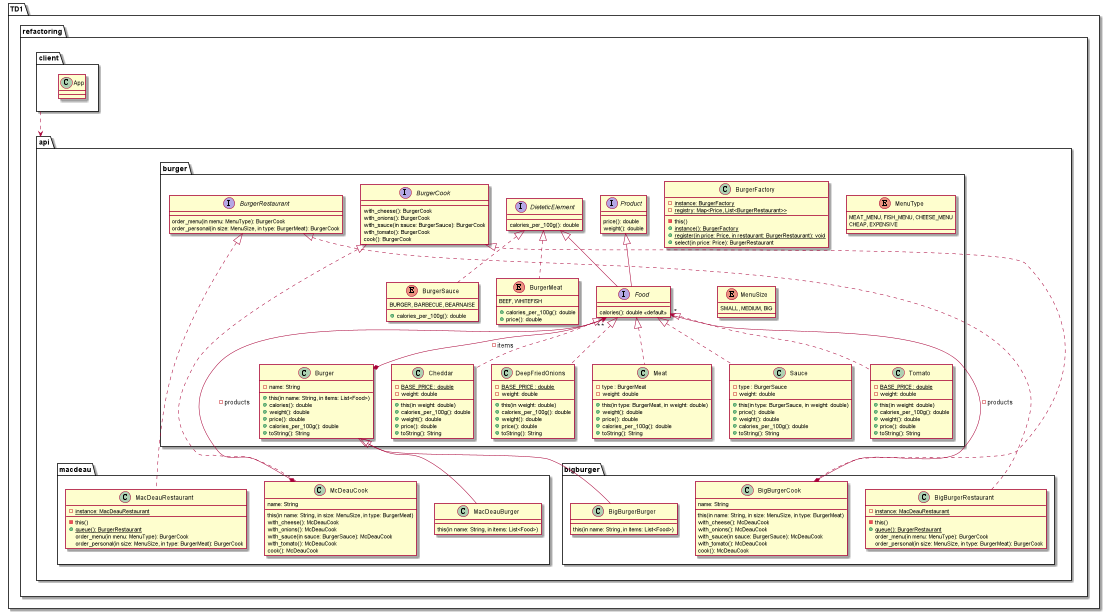 TD1
refactoring
client
C App
api
burger
I BurgerRestaurant
order_menu(in menu: MenuType): BurgerCook
order_personal(in size: MenuSize, in type: BurgerMeat): BurgerCook
I BurgerCook
with_cheese(): BurgerCook
with_onions(): BurgerCook
with_sauce(in sauce: BurgerSauce): BurgerCook
with_tomato(): BurgerCook
cook(): BurgerCook
I DieteticElement
calories_per_100g(): double
I Product
price(): double
weight(): double
C BurgerFactory
instance: BurgerFactory
registry: Map<Price, List<BurgerRestaurant>>
this()
instance(): BurgerFactory
register(in price: Price, in restaurant: BurgerRestaurant): void
select(in price: Price): BurgerRestaurant
E MenuType
MEAT_MENU, FISH_MENU, CHEESE_MENU
CHEAP, EXPENSIVE
E BurgerSauce
BURGER, BARBECUE, BEARNAISE
calories_per_100g(): double
E BurgerMeat
BEEF, WHITEFISH
calories_per_100g(): double
price(): double
I Food
calories(): double «default»
E MenuSize
SMALL, MEDIUM, BIG
items
products
products
C Burger
name: String
this(in name: String, in items: List<Food>)
calories(): double
weight(): double
price(): double
calories_per_100g(): double
toString(): String
C Cheddar
BASE_PRICE : double
weight: double
this(in weight: double)
calories_per_100g(): double
weight(): double
price(): double
toString(): String
C DeepFriedOnions
BASE_PRICE : double
weight: double
this(in weight: double)
calories_per_100g(): double
weight(): double
price(): double
toString(): String
C Meat
type : BurgerMeat
weight: double
this(in type: BurgerMeat, in weight: double)
weight(): double
price(): double
calories_per_100g(): double
toString(): String
C Sauce
type : BurgerSauce
weight: double
this(in type: BurgerSauce, in weight: double)
price(): double
weight(): double
calories_per_100g(): double
toString(): String
C Tomato
BASE_PRICE : double
weight: double
this(in weight: double)
calories_per_100g(): double
weight(): double
price(): double
toString(): String
macdeau
C MacDeauRestaurant
instance: MacDeauRestaurant
this()
queue(): BurgerRestaurant
order_menu(in menu: MenuType): BurgerCook
order_personal(in size: MenuSize, in type: BurgerMeat): BurgerCook
C McDeauCook
name: String
this(in name: String, in size: MenuSize, in type: BurgerMeat)
with_cheese(): McDeauCook
with_onions(): McDeauCook
with_sauce(in sauce: BurgerSauce): McDeauCook
with_tomato(): McDeauCook
cook(): McDeauCook
C MacDeauBurger
this(in name: String, in items: List<Food>)
bigburger
C BigBurgerBurger
this(in name: String, in items: List<Food>)
C BigBurgerCook
name: String
this(in name: String, in size: MenuSize, in type: BurgerMeat)
with_cheese(): McDeauCook
with_onions(): McDeauCook
with_sauce(in sauce: BurgerSauce): McDeauCook
with_tomato(): McDeauCook
cook(): McDeauCook
C BigBurgerRestaurant
instance: MacDeauRestaurant
this()
queue(): BurgerRestaurant
order_menu(in menu: MenuType): BurgerCook
order_personal(in size: MenuSize, in type: BurgerMeat): BurgerCook